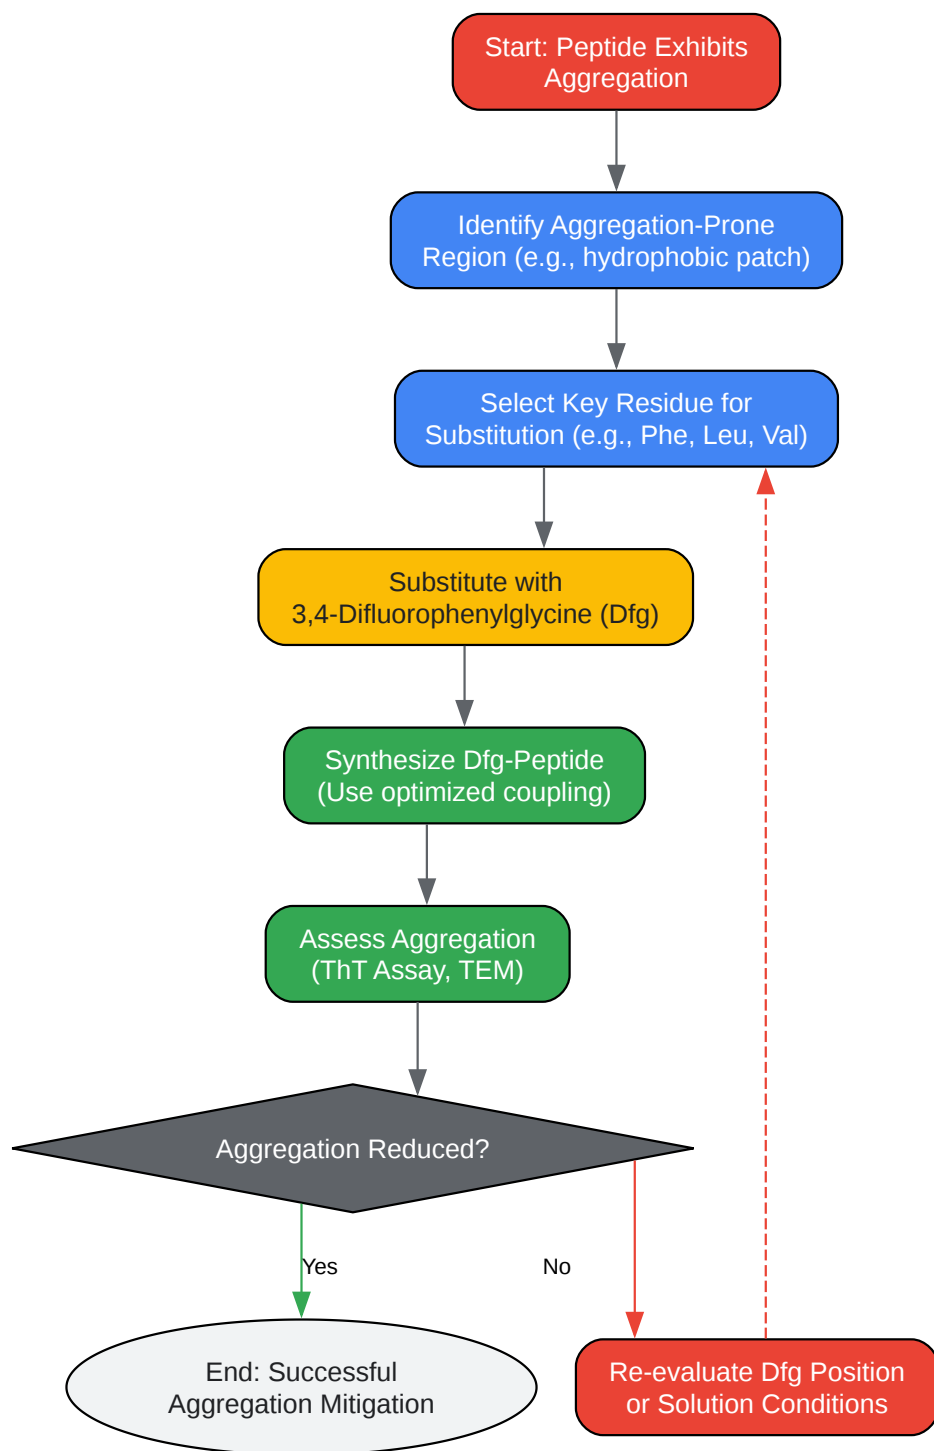 Start: Peptide Exhibits
Aggregation
Identify Aggregation-Prone
Region (e.g., hydrophobic patch)
Select Key Residue for
Substitution (e.g., Phe, Leu, Val)
Substitute with
3,4-Difluorophenylglycine (Dfg)
Synthesize Dfg-Peptide
(Use optimized coupling)
Assess Aggregation
(ThT Assay, TEM)
Aggregation Reduced?
Yes
No
End: Successful
Aggregation Mitigation
Re-evaluate Dfg Position
or Solution Conditions